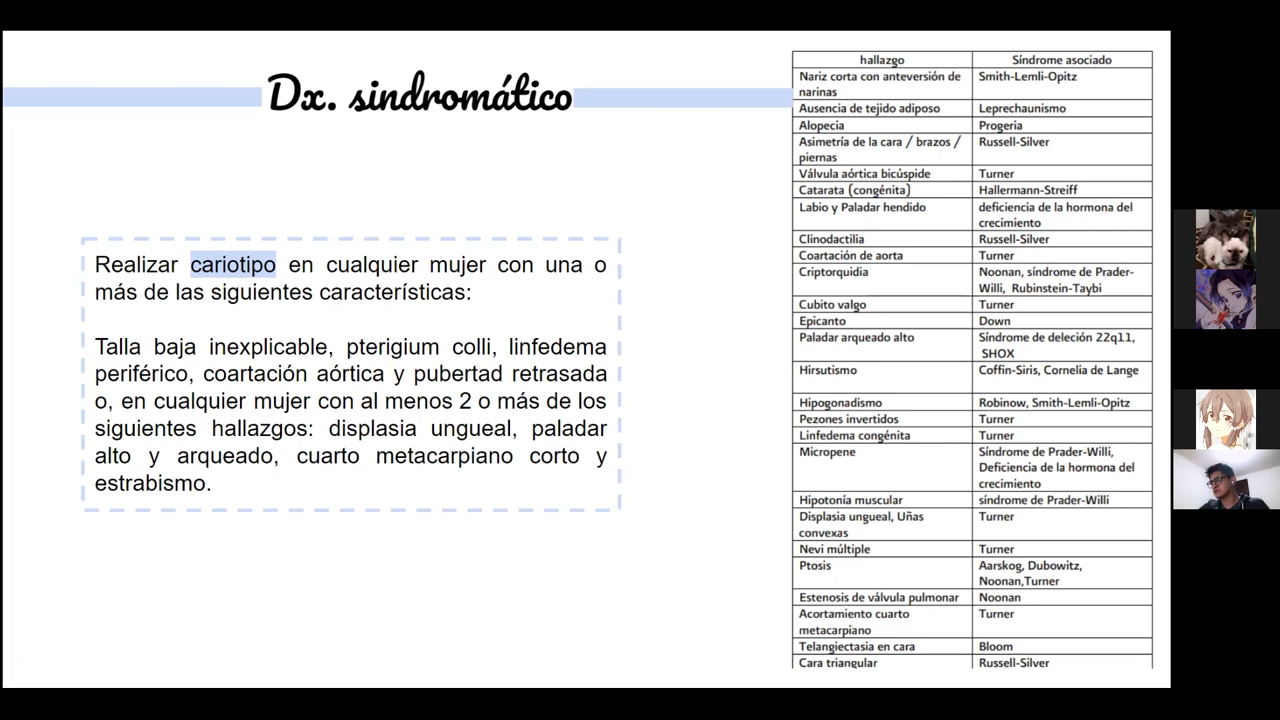 Dx. sindromático
Realizar cariotipo en cualquier mujer con una o
más de las siguientes características:
Talla baja inexplicable, pterigium colli, linfedema
periférico, coartación aórtica y pubertad retrasada
o, en cualquier mujer con al menos 2 o más de los
siguientes hallazgos: displasia ungueal, paladar
alto y arqueado, cuarto metacarpiano corto y
estrabismo.
hallazgo Síndrome asociado
Nariz corta con anteversión de Smith-Lemli-Opitz
narinas
Ausencia de tejido adiposo Leprechaunismo
Alopecia Progeria
Asimetría de la cara / brazos / Russell-Silver
piernas
Válvula aórtica bicúspide Turner
Catarata (congénita) Hallermann-Streiff
Labio y Paladar hendido deficiencia de la hormona del
crecimiento
Clinodactilia Russell-Silver
Coartación de aorta Turner
Criptorquidia Noonan, síndrome de Prader-
Willi, Rubinstein-Taybi
Cubito valgo Turner
Epicanto Down
Paladar arqueado alto Síndrome de deleción 22q11,
SHOX
Hirsutismo Coffin-Siris, Cornelia de Lange
Hipogonadismo Robinow, Smith-Lemli-Opitz
Pezones invertidos Turner
Linfedema congénita Turner
Micropene Síndrome de Prader-Willi,
Deficiencia de la hormona del
crecimiento
Hipotonía muscular síndrome de Prader-Willi
Displasia ungueal, Uñas Turner
convexas
Nevi múltiple Turner
Ptosis Aarskog, Dubowitz,
Noonan,Turner
Estenosis de válvula pulmonar Noonan
Acortamiento cuarto Turner
metacarpiano
Telangiectasia en cara Bloom
Cara triangular Russell-Silver